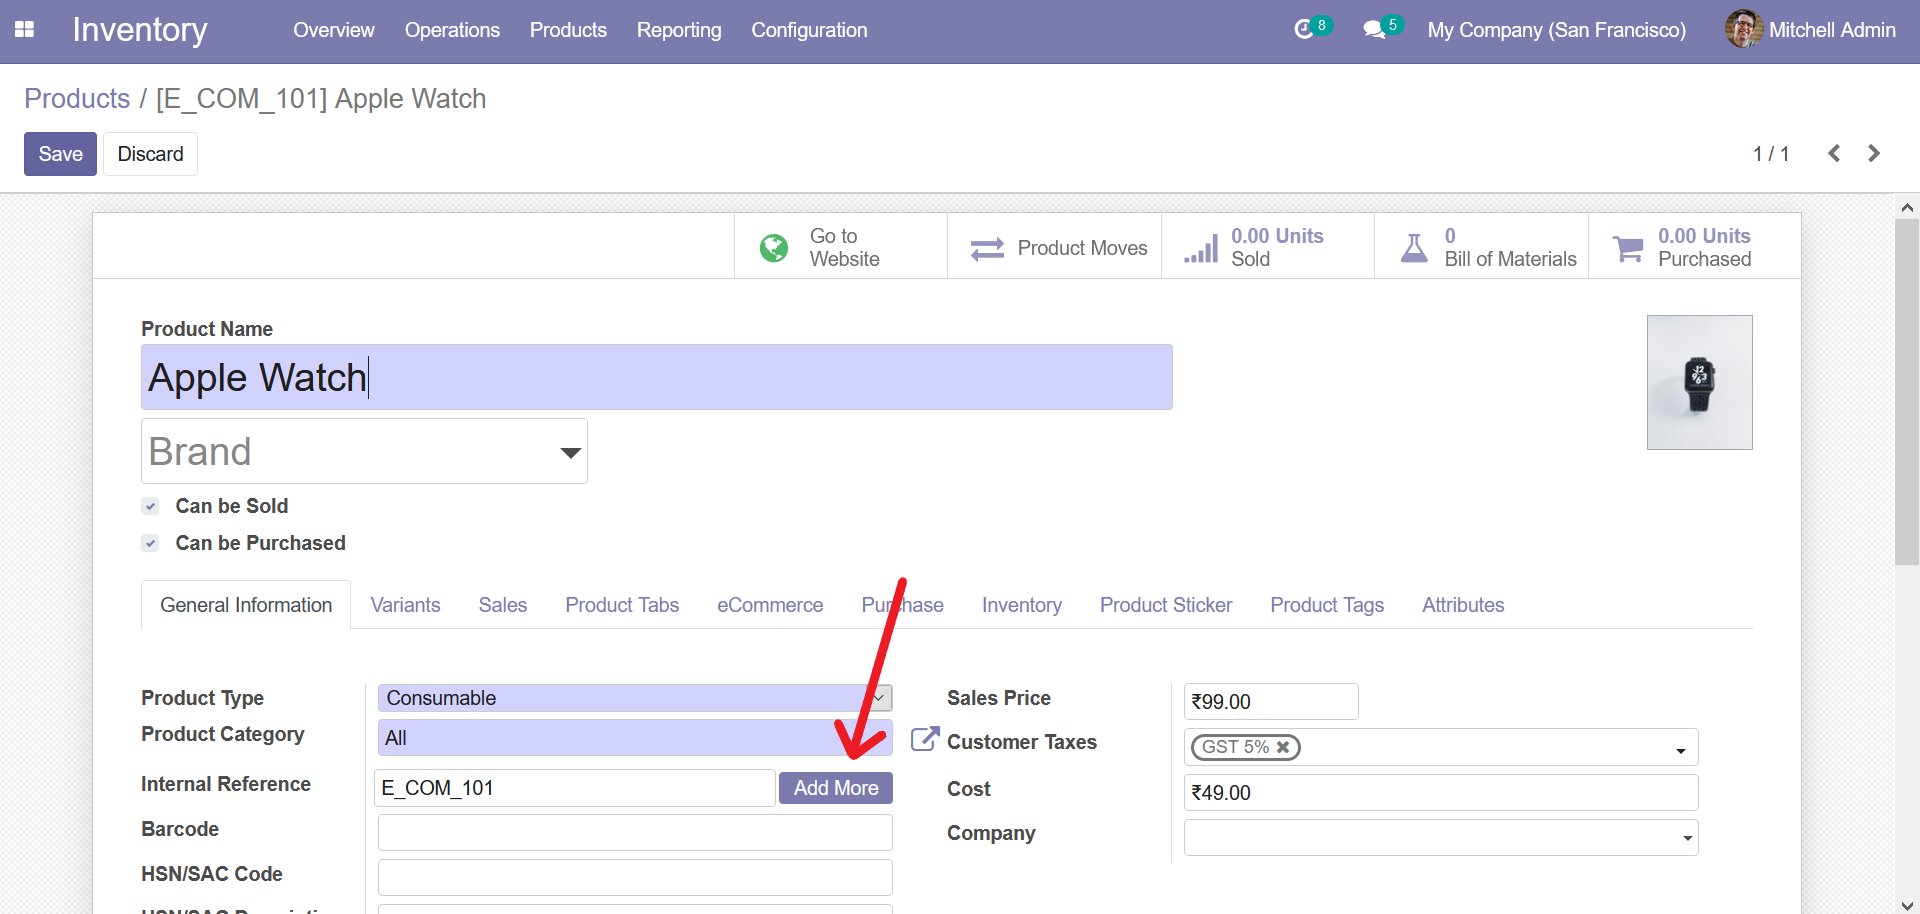 Inventory Overview Operations Products Reporting Configuration 8 5 My Company (San Francisco) Mitchell Admin
Products / [E_COM_101] Apple Watch
Save Discard 1 / 1
Go to Website Product Moves 0.00 Units Sold 0 Bill of Materials 0.00 Units Purchased
Product Name
Apple Watch
Brand
Can be Sold
Can be Purchased
General Information Variants Sales Product Tabs eCommerce Purchase Inventory Product Sticker Product Tags Attributes
Product Type Consumable Sales Price ₹99.00
Product Category All Customer Taxes GST 5%
Internal Reference E_COM_101 Add More Cost ₹49.00
Barcode Company
HSN/SAC Code